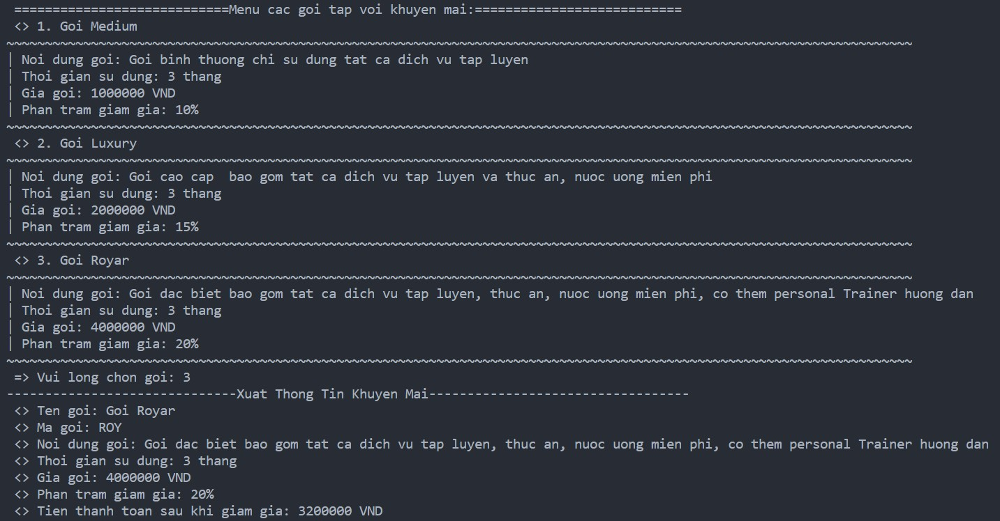 ============================Menu cac goi tap voi khuyen mai:===========================
<> 1. Goi Medium
~~~~~~~~~~~~~~~~~~~~~~~~~~~~~~~~~~~~~~~~~~~~~~~~~~~~~~~~~~~~~~~~~~~~~~~~~~~~~~~~~~~~~~~~~~~~~~~~~~~~~~~~~~~~~~~~~~~~~~
| Noi dung goi: Goi binh thuong chi su dung tat ca dich vu tap luyen
| Thoi gian su dung: 3 thang
| Gia goi: 1000000 VND
| Phan tram giam gia: 10%
~~~~~~~~~~~~~~~~~~~~~~~~~~~~~~~~~~~~~~~~~~~~~~~~~~~~~~~~~~~~~~~~~~~~~~~~~~~~~~~~~~~~~~~~~~~~~~~~~~~~~~~~~~~~~~~~~~~~~~
<> 2. Goi Luxury
~~~~~~~~~~~~~~~~~~~~~~~~~~~~~~~~~~~~~~~~~~~~~~~~~~~~~~~~~~~~~~~~~~~~~~~~~~~~~~~~~~~~~~~~~~~~~~~~~~~~~~~~~~~~~~~~~~~~~~
| Noi dung goi: Goi cao cap  bao gom tat ca dich vu tap luyen va thuc an, nuoc uong mien phi
| Thoi gian su dung: 3 thang
| Gia goi: 2000000 VND
| Phan tram giam gia: 15%
~~~~~~~~~~~~~~~~~~~~~~~~~~~~~~~~~~~~~~~~~~~~~~~~~~~~~~~~~~~~~~~~~~~~~~~~~~~~~~~~~~~~~~~~~~~~~~~~~~~~~~~~~~~~~~~~~~~~~~
<> 3. Goi Royar
~~~~~~~~~~~~~~~~~~~~~~~~~~~~~~~~~~~~~~~~~~~~~~~~~~~~~~~~~~~~~~~~~~~~~~~~~~~~~~~~~~~~~~~~~~~~~~~~~~~~~~~~~~~~~~~~~~~~~~
| Noi dung goi: Goi dac biet bao gom tat ca dich vu tap luyen, thuc an, nuoc uong mien phi, co them personal Trainer huong dan
| Thoi gian su dung: 3 thang
| Gia goi: 4000000 VND
| Phan tram giam gia: 20%
~~~~~~~~~~~~~~~~~~~~~~~~~~~~~~~~~~~~~~~~~~~~~~~~~~~~~~~~~~~~~~~~~~~~~~~~~~~~~~~~~~~~~~~~~~~~~~~~~~~~~~~~~~~~~~~~~~~~~~
=> Vui long chon goi: 3
------------------------------Xuat Thong Tin Khuyen Mai----------------------------------
<> Ten goi: Goi Royar
<> Ma goi: ROY
<> Noi dung goi: Goi dac biet bao gom tat ca dich vu tap luyen, thuc an, nuoc uong mien phi, co them personal Trainer huong dan
<> Thoi gian su dung: 3 thang
<> Gia goi: 4000000 VND
<> Phan tram giam gia: 20%
<> Tien thanh toan sau khi giam gia: 3200000 VND